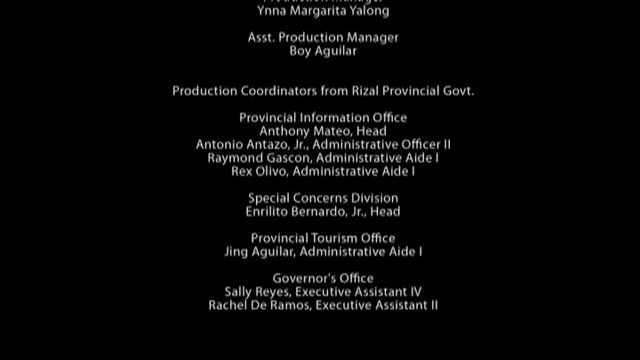 Production Manager
Ynna Margarita Yalong
Asst. Production Manager
Boy Aguilar
Production Coordinators from Rizal Provincial Govt.
Provincial Information Office
Anthony Mateo, Head
Antonio Antazo, Jr., Administrative Officer II
Raymond Gascon, Administrative Aide I
Rex Olivo, Administrative Aide I
Special Concerns Division
Enrilito Bernardo, Jr., Head
Provincial Tourism Office
Jing Aguilar, Administrative Aide I
Governor's Office
Sally Reyes, Executive Assistant IV
Rachel De Ramos, Executive Assistant II